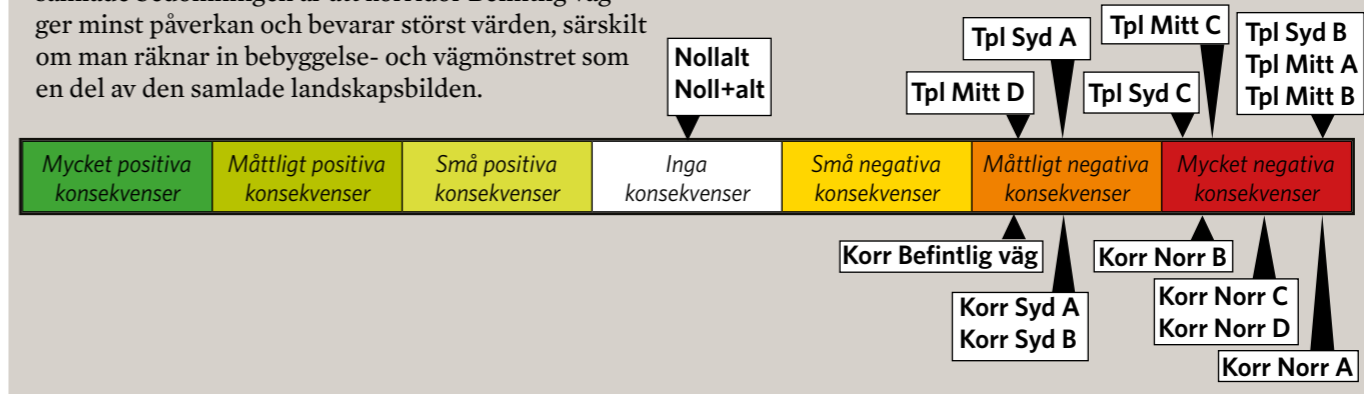 ger minst påverkan och bevarar störst värden, särskilt
om man räknar in bebyggelse- och vägmönstret som
en del av den samlade landskapsbilden.
Nollalt
Noll+alt
Tpl Mitt D
Tpl Syd A
Tpl Syd C
Tpl Mitt C
Tpl Syd B
Tpl Mitt A
Tpl Mitt B
Mycket positiva
konsekvenser
Måttligt positiva
konsekvenser
Små positiva
konsekvenser
Inga
konsekvenser
Små negativa
konsekvenser
Måttligt negativa
konsekvenser
Mycket negativa
konsekvenser
Korr Befintlig väg
Korr Syd A
Korr Syd B
Korr Norr B
Korr Norr C
Korr Norr D
Korr Norr A